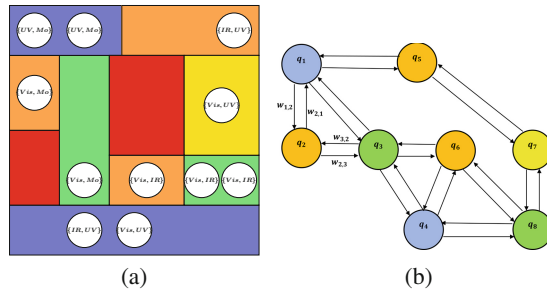 {UV, Mo} {UV, Mo} {IR, UV}
{Vis, Mo} {Vis, UV}
{Vis, Mo} {Vis, IR} {Vis, IR} {Vis, IR}
{IR, UV} {Vis, UV}
(a)
q₁ q₅
w₁,₂ w₂,₁
q₂ w₃,₂ q₃ q₆ q₇
w₂,₃
q₄ q₈
(b)